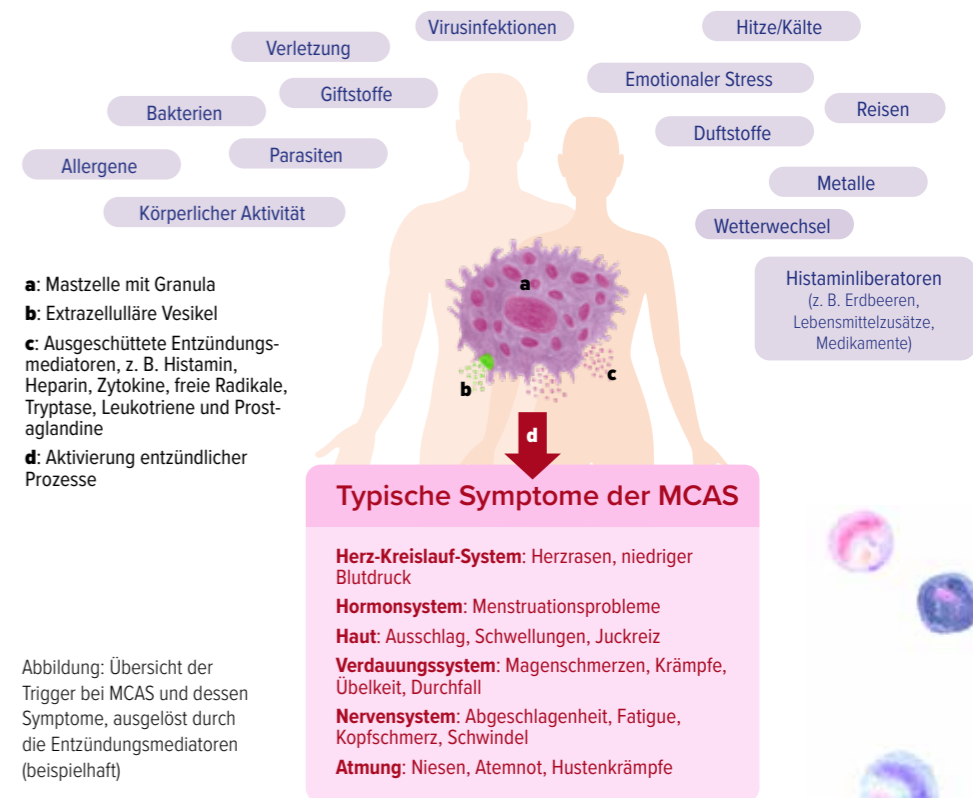 Virusinfektionen
Hitze/Kälte
Verletzung
Emotionaler Stress
Giftstoffe
Reisen
Bakterien
Duftstoffe
Parasiten
Allergene
Metalle
Körperlicher Aktivität
Wetterwechsel
Histaminliberatoren
(z. B. Erdbeeren,
Lebensmittelzusätze,
Medikamente)
a: Mastzelle mit Granula
b: Extrazellulläre Vesikel
c: Ausgeschüttete Entzündungs-
mediatoren, z. B. Histamin,
Heparin, Zytokine, freie Radikale,
Tryptase, Leukotriene und Prost-
aglandine
d: Aktivierung entzündlicher
Prozesse
a
b
c
d
Typische Symptome der MCAS
Herz-Kreislauf-System: Herzrasen, niedriger
Blutdruck
Hormonsystem: Menstruationsprobleme
Haut: Ausschlag, Schwellungen, Juckreiz
Verdauungssystem: Magenschmerzen, Krämpfe,
Übelkeit, Durchfall
Nervensystem: Abgeschlagenheit, Fatigue,
Kopfschmerz, Schwindel
Atmung: Niesen, Atemnot, Hustenkrämpfe
Abbildung: Übersicht der
Trigger bei MCAS und dessen
Symptome, ausgelöst durch
die Entzündungsmediatoren
(beispielhaft)